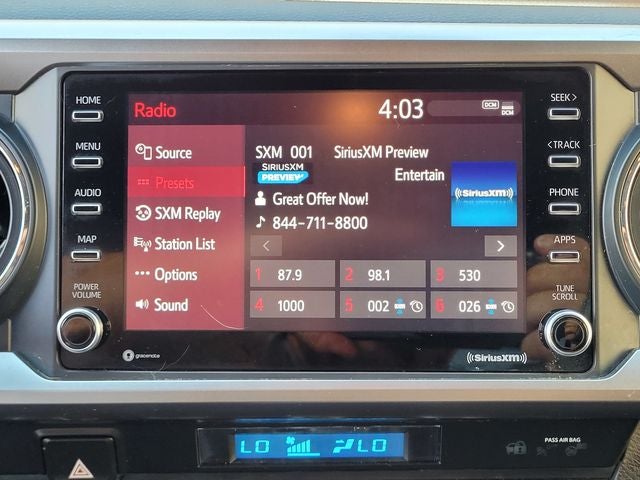 HOME
MENU
AUDIO
MAP
POWER
VOLUME
Radio
4:03
DCM
DCM
Source
Presets
SXM Replay
Station List
Options
Sound
SXM 001 SiriusXM Preview
SIRIUSXM
PREVIEW
Entertain
Great Offer Now!
844-711-8800
((SiriusXM))
< >
1 87.9
2 98.1
3 530
4 1000
5 002
6 026
SEEK >
< TRACK
PHONE
APPS
TUNE
SCROLL
gracenote
((SiriusXM))
LO LO
PASS AIR BAG